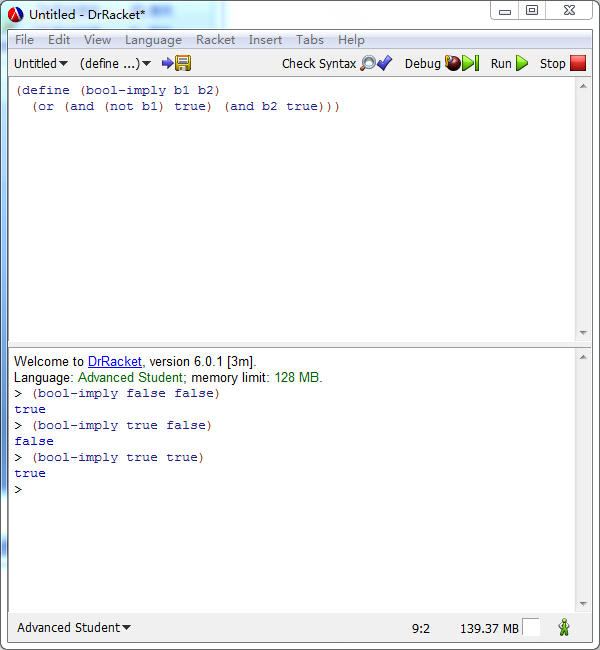 Untitled - DrRacket*
File Edit View Language Racket Insert Tabs Help
Untitled (define ...) Check Syntax Debug Run Stop
(define (bool-imply b1 b2)
  (or (and (not b1) true) (and b2 true)))
Welcome to DrRacket, version 6.0.1 [3m].
Language: Advanced Student; memory limit: 128 MB.
> (bool-imply false false)
true
> (bool-imply true false)
false
> (bool-imply true true)
true
>
Advanced Student 9:2 139.37 MB